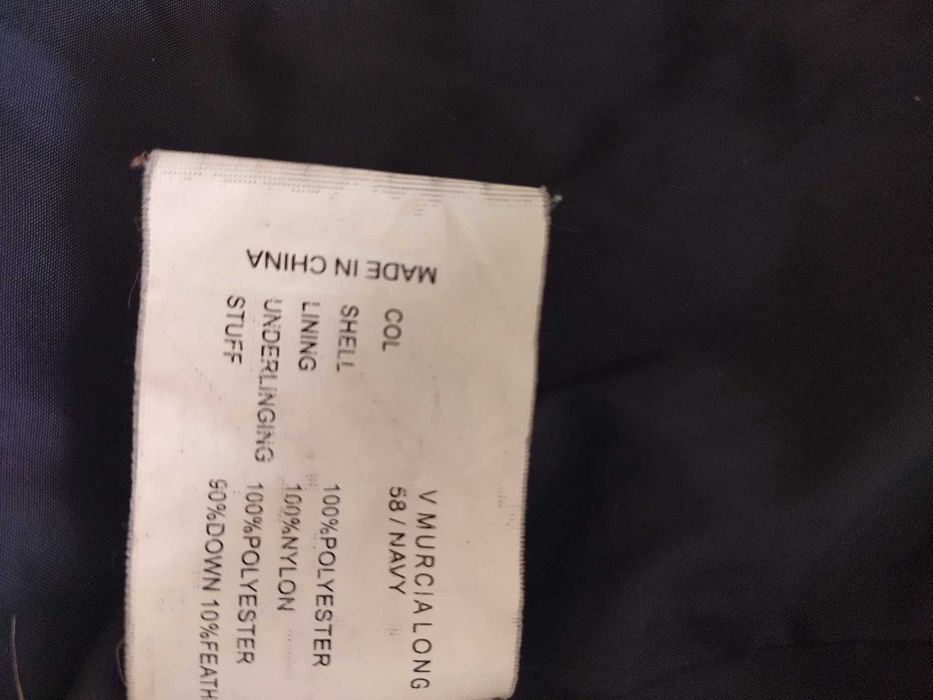 V MURCIA LONG
COL 58 / NAVY
SHELL 100%POLYESTER
LINING 100%NYLON
UNDERLINGING 100%POLYESTER
STUFF 90%DOWN 10%FEATH
MADE IN CHINA